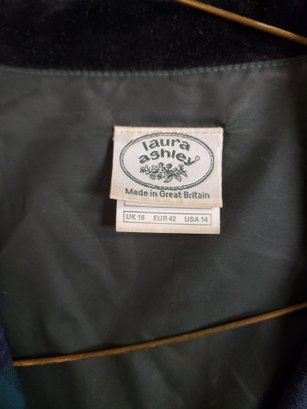 laura
ashley
Made in Great Britain
UK 16 EUR 42 USA 14